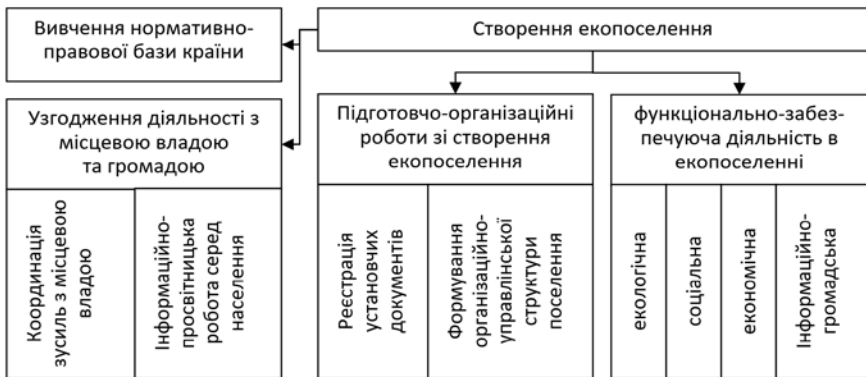 Вивчення нормативно-
правової бази країни
Створення екопоселення
Узгодження діяльності з
місцевою владою
та громадою
Підготовчо-організаційні
роботи зі створення
екопоселення
функціонально-забез-
печуюча діяльність в
екопоселенні
Координація
зусиль з місцевою
владою
Інформаційно-
просвітницька
робота серед
населення
Реєстрація
установчих
документів
Формування
організаційно-
управлінської
структури
поселення
екологічна
соціальна
економічна
Інформаційно-
громадська